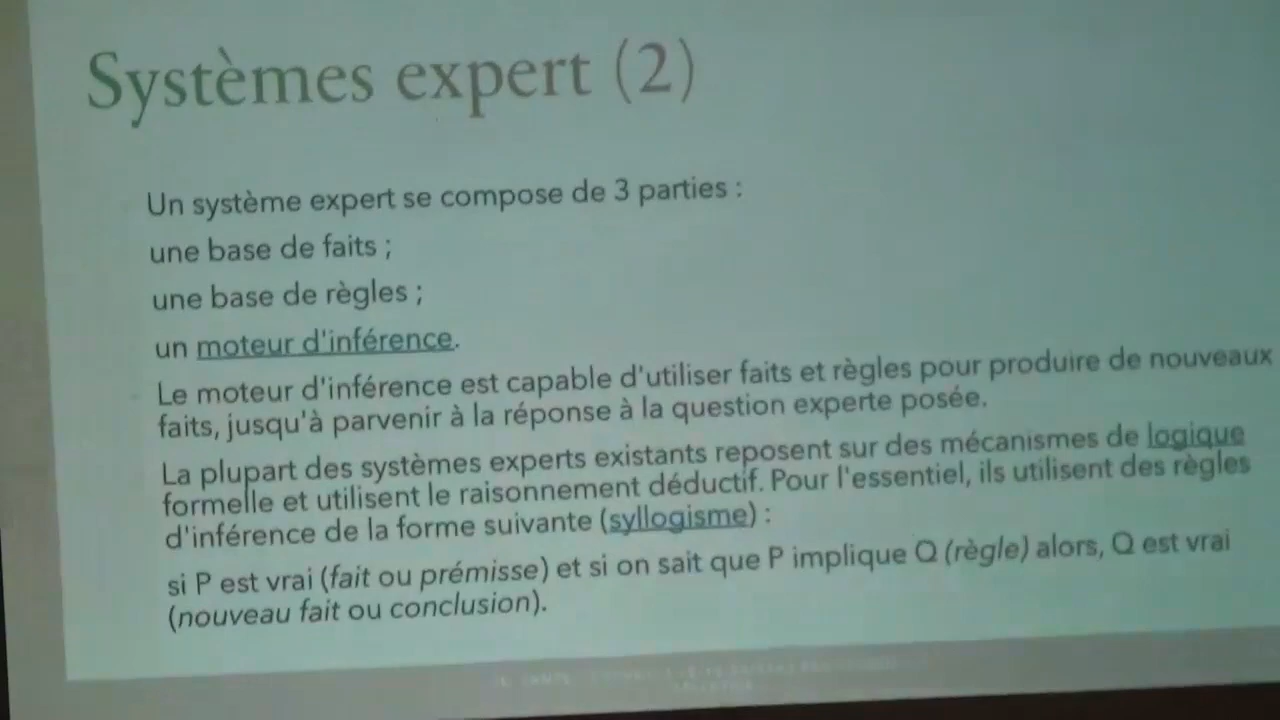 Systèmes expert (2)
Un système expert se compose de 3 parties :
une base de faits ;
une base de règles ;
un moteur d'inférence.
Le moteur d'inférence est capable d'utiliser faits et règles pour produire de nouveaux
faits, jusqu'à parvenir à la réponse à la question experte posée.
La plupart des systèmes experts existants reposent sur des mécanismes de logique
formelle et utilisent le raisonnement déductif. Pour l'essentiel, ils utilisent des règles
d'inférence de la forme suivante (syllogisme) :
si P est vrai (fait ou prémisse) et si on sait que P implique Q (règle) alors, Q est vrai
(nouveau fait ou conclusion).